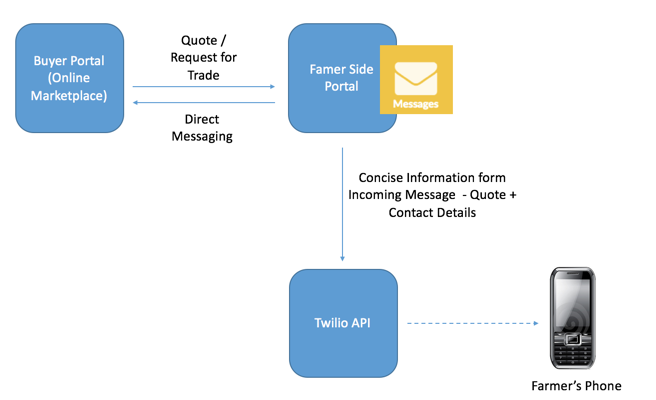 Buyer Portal
(Online
Marketplace)
Quote /
Request for
Trade
Direct
Messaging
Famer Side
Portal
Messages
Concise Information form
Incoming Message  - Quote +
Contact Details
Twilio API
Farmer's Phone